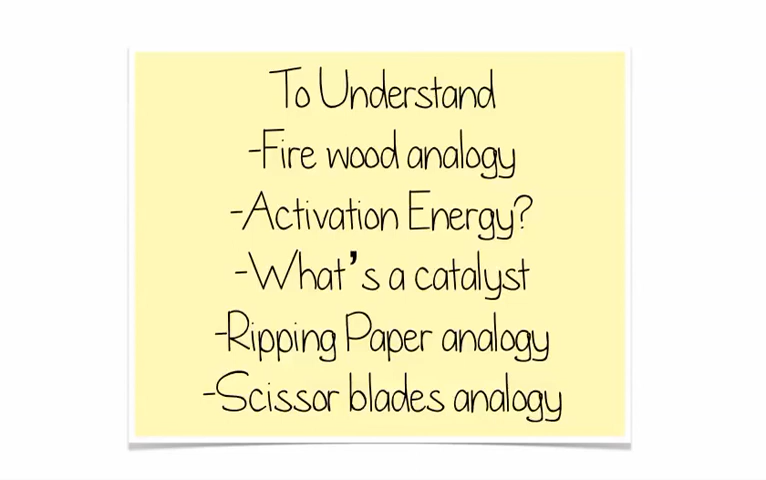 To Understand
-Fire wood analogy
-Activation Energy?
-What's a catalyst
-Ripping Paper analogy
-Scissor blades analogy